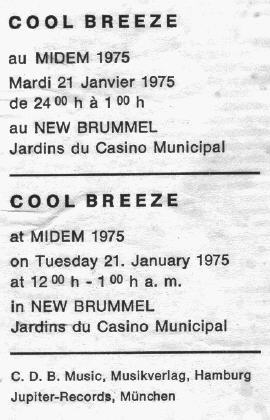 COOL BREEZE
au MIDEM 1975
Mardi 21 Janvier 1975
de 24 00 h à 1 00 h
au NEW BRUMMEL
Jardins du Casino Municipal
COOL BREEZE
at MIDEM 1975
on Tuesday 21. January 1975
at 12 00 h - 1 00 h a. m.
in NEW BRUMMEL
Jardins du Casino Municipal
C. D. B. Music, Musikverlag, Hamburg
Jupiter-Records, München